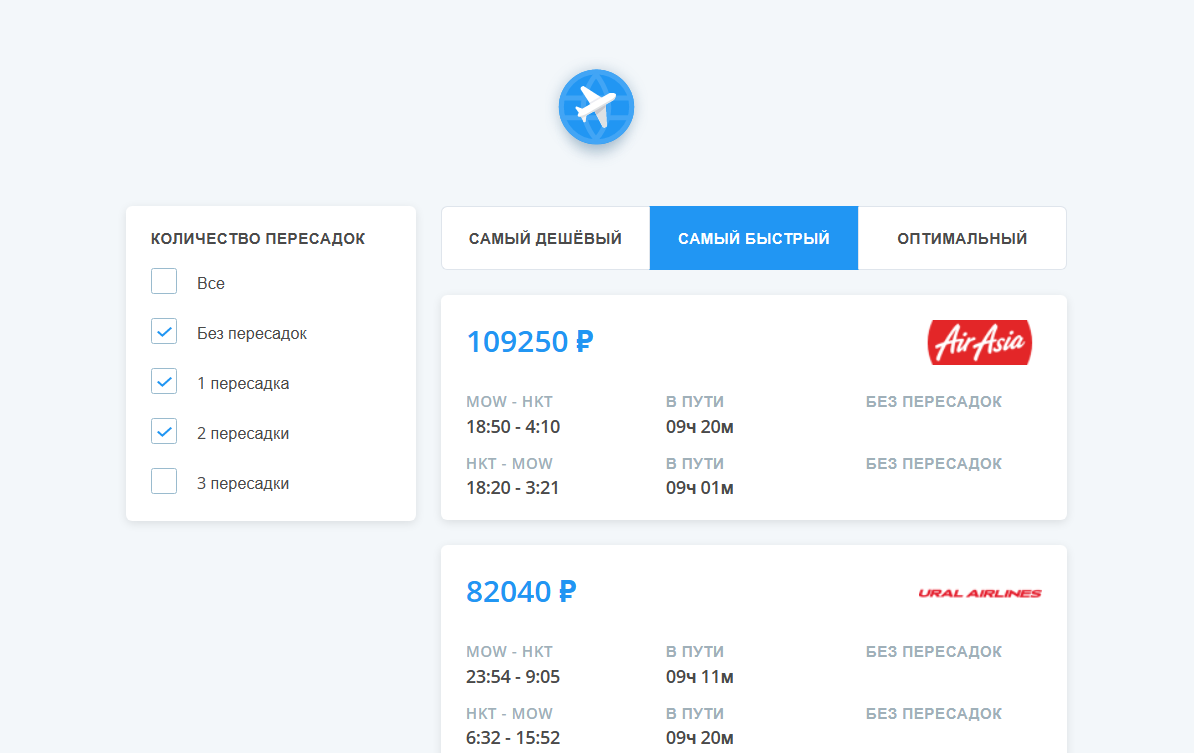 КОЛИЧЕСТВО ПЕРЕСАДОК
Все
Без пересадок
1 пересадка
2 пересадки
3 пересадки
САМЫЙ ДЕШЁВЫЙ САМЫЙ БЫСТРЫЙ ОПТИМАЛЬНЫЙ
109250 ₽ AirAsia
MOW - HKT В ПУТИ БЕЗ ПЕРЕСАДОК
18:50 - 4:10 09ч 20м
HKT - MOW В ПУТИ БЕЗ ПЕРЕСАДОК
18:20 - 3:21 09ч 01м
82040 ₽ URAL AIRLINES
MOW - HKT В ПУТИ БЕЗ ПЕРЕСАДОК
23:54 - 9:05 09ч 11м
HKT - MOW В ПУТИ БЕЗ ПЕРЕСАДОК
6:32 - 15:52 09ч 20м